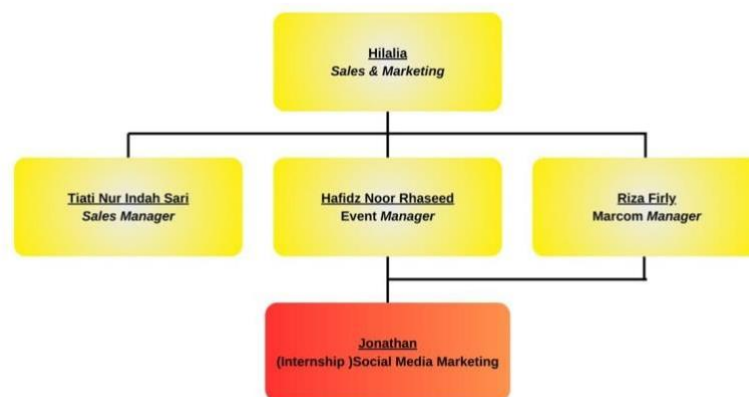 Hilalia
Sales & Marketing
Tiati Nur Indah Sari
Sales Manager
Hafidz Noor Rhaseed
Event Manager
Riza Firly
Marcom Manager
Jonathan
(Internship )Social Media Marketing